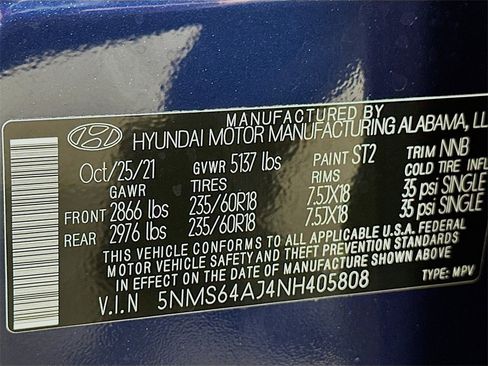 MANUFACTURED BY
HYUNDAI MOTOR MANUFACTURING ALABAMA, LL
Oct/25/21 GVWR 5137 lbs PAINT ST2 TRIM NNB
GAWR TIRES RIMS COLD TIRE INFL
FRONT 2866 lbs 235/60R18 7.5JX18 35 psi SINGLE
REAR 2976 lbs 235/60R18 7.5JX18 35 psi SINGLE
THIS VEHICLE CONFORMS TO ALL APPLICABLE U.S.A. FEDERAL
MOTOR VEHICLE SAFETY AND THEFT PREVENTION STANDARDS
IN EFFECT ON THE DATE OF MANUFACTURE SHOWN ABOVE.
V.I.N 5NMS64AJ4NH405808 TYPE: MPV